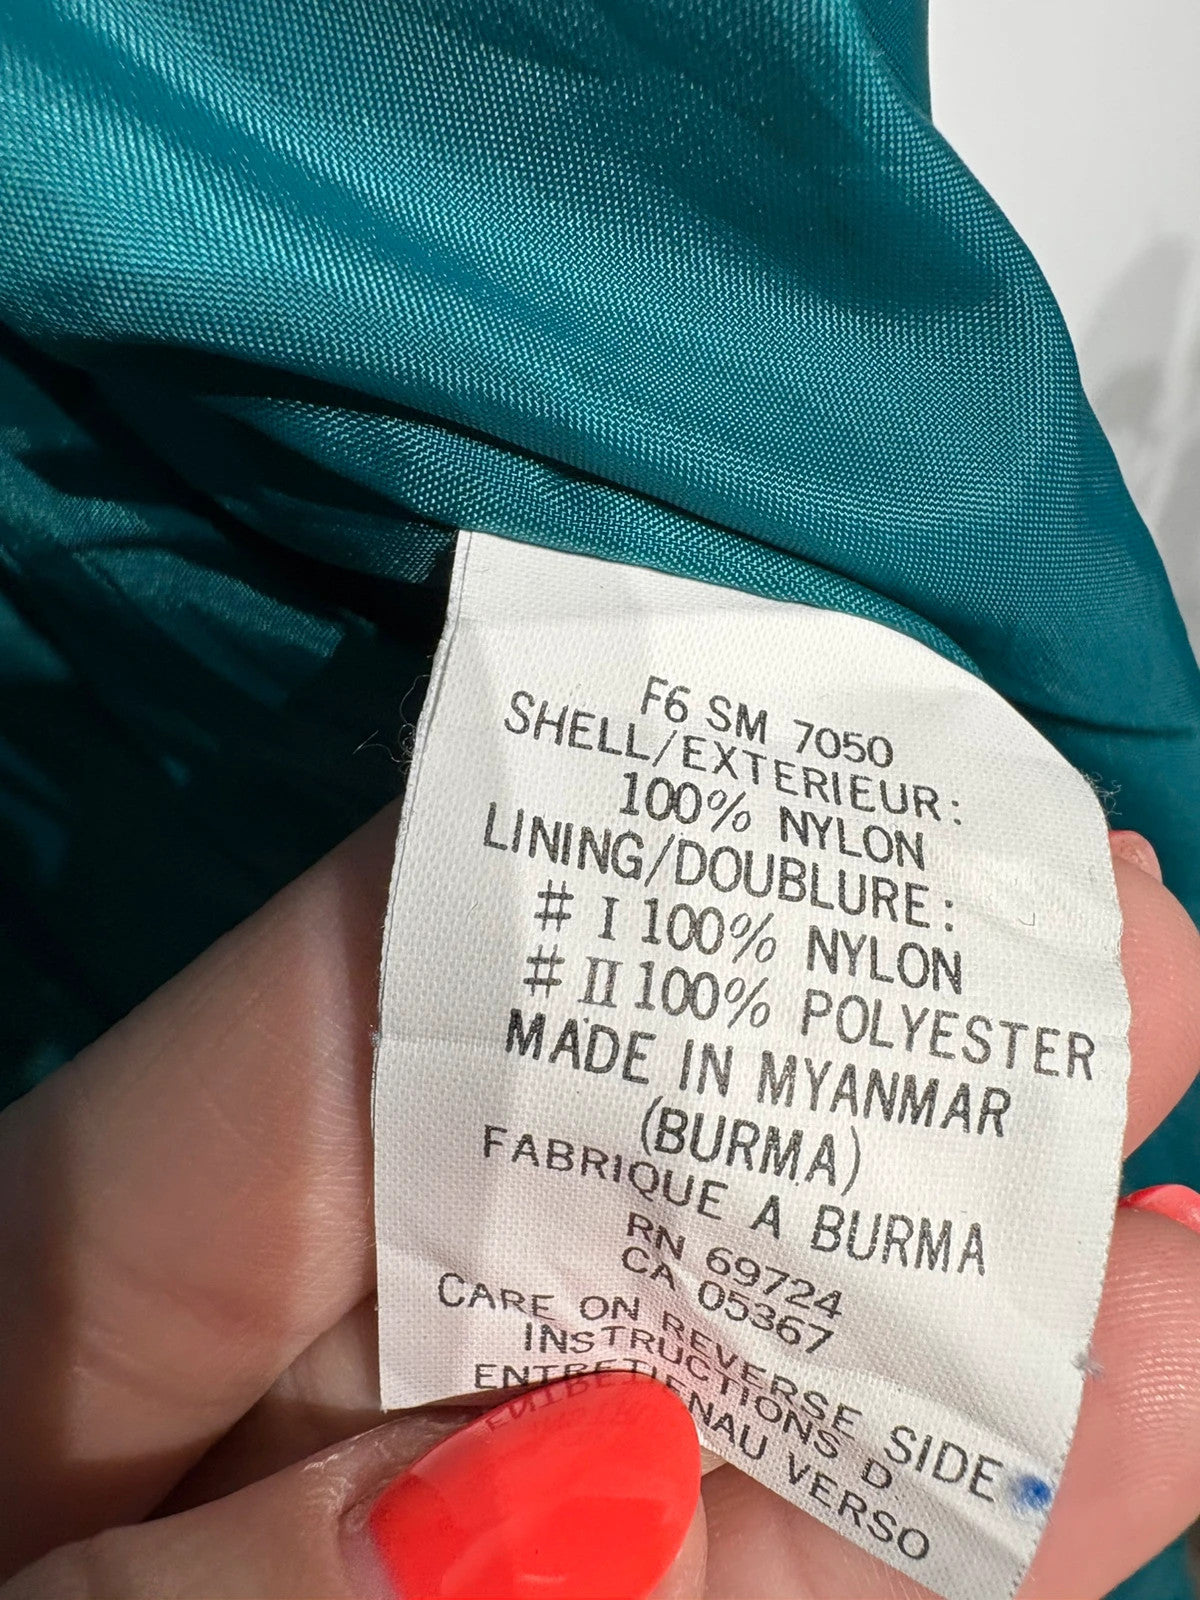 F6 SM 7050
SHELL/EXTERIEUR:
100% NYLON
LINING/DOUBLURE:
# I 100% NYLON
# II 100% POLYESTER
MADE IN MYANMAR
(BURMA)
FABRIQUE A BURMA
RN 69724
CA 05367
CARE ON REVERSE SIDE
INSTRUCTIONS D
ENTRETIEN AU VERSO